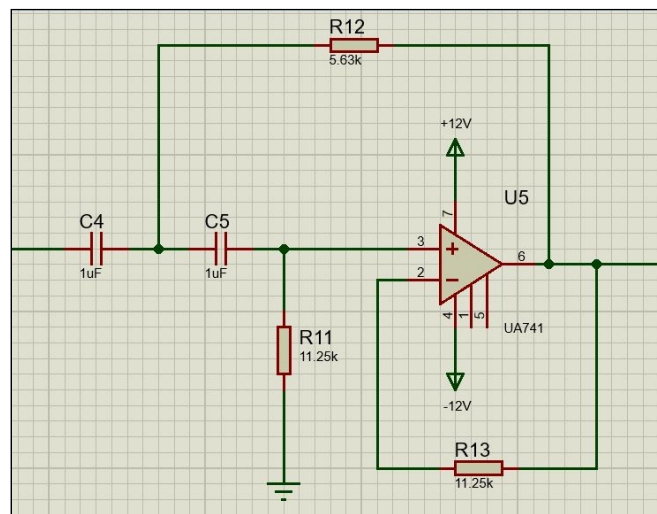 R12
5.63k
+12V
U5
7
C4
C5
3
6
2
1uF
1uF
4
1
5
UA741
R11
11.25k
-12V
R13
11.25k